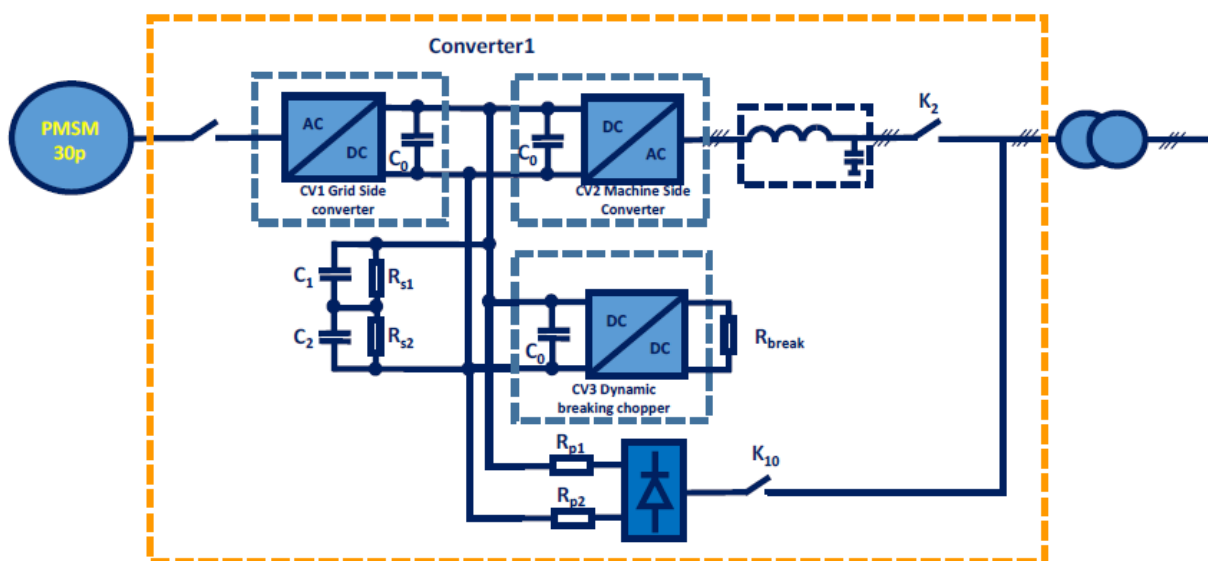 Converter1
PMSM
30p
AC
DC
C0
CV1 Grid Side
converter
C0
DC
AC
CV2 Machine Side
Converter
K2
C1
Rs1
C2
Rs2
C0
DC
DC
CV3 Dynamic
breaking chopper
Rbreak
Rp1
Rp2
K10